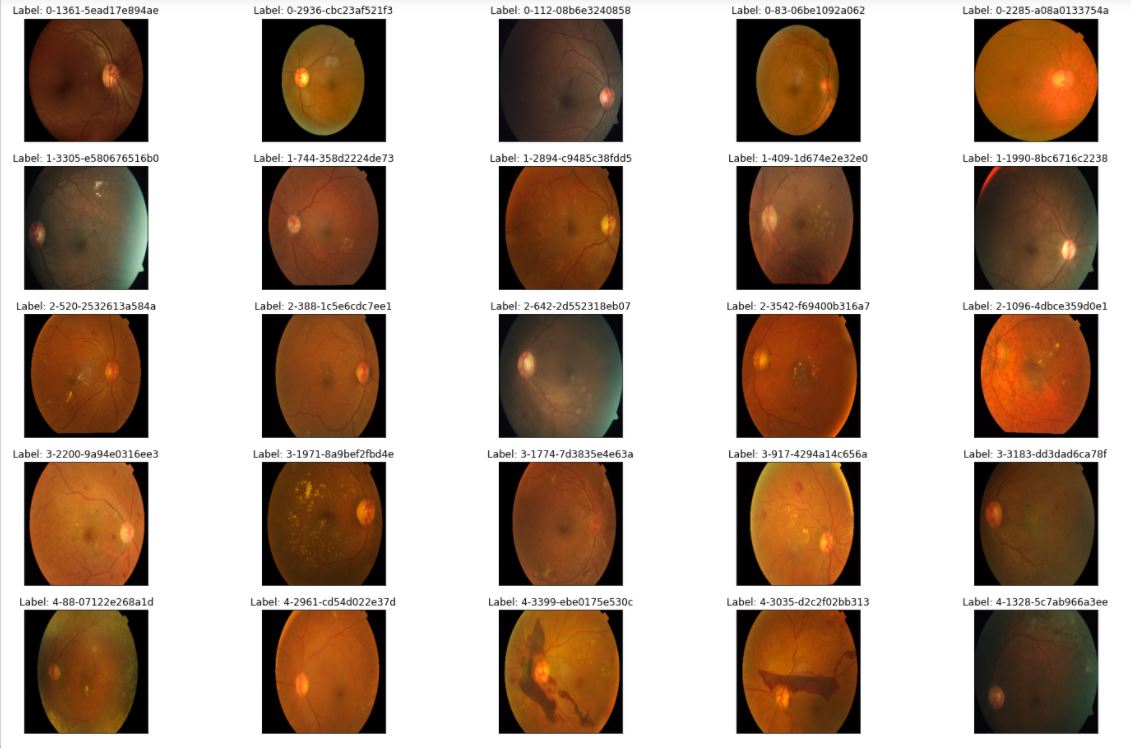 Label: 0-1361-5ead17e894ae
Label: 0-2936-cbc23af521f3
Label: 0-112-08b6e3240858
Label: 0-83-06be1092a062
Label: 0-2285-a08a0133754a
Label: 1-3305-e580676516b0
Label: 1-744-358d2224de73
Label: 1-2894-c9485c38fdd5
Label: 1-409-1d674e2e32e0
Label: 1-1990-8bc6716c2238
Label: 2-520-2532613a584a
Label: 2-388-1c5e6cdc7ee1
Label: 2-642-2d552318eb07
Label: 2-3542-f69400b316a7
Label: 2-1096-4dbce359d0e1
Label: 3-2200-9a94e0316ee3
Label: 3-1971-8a9bef2fbd4e
Label: 3-1774-7d3835e4e63a
Label: 3-917-4294a14c656a
Label: 3-3183-dd3dad6ca78f
Label: 4-88-07122e268a1d
Label: 4-2961-cd54d022e37d
Label: 4-3399-ebe0175e530c
Label: 4-3035-d2c2f02bb313
Label: 4-1328-5c7ab966a3ee